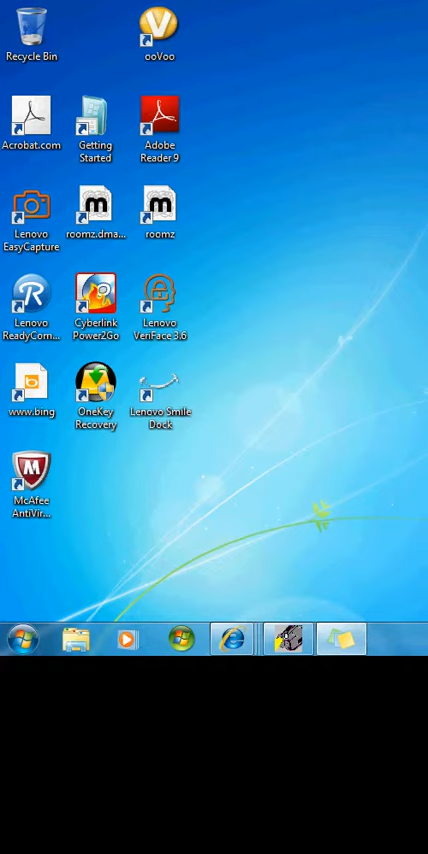 Recycle Bin
ooVoo
Acrobat.com
Getting
Started
Adobe
Reader 9
Lenovo
EasyCapture
roomz.dma...
roomz
Lenovo
ReadyCom...
Cyberlink
Power2Go
Lenovo
VeriFace 3.6
www.bing
OneKey
Recovery
Lenovo Smile
Dock
McAfee
AntiVir...